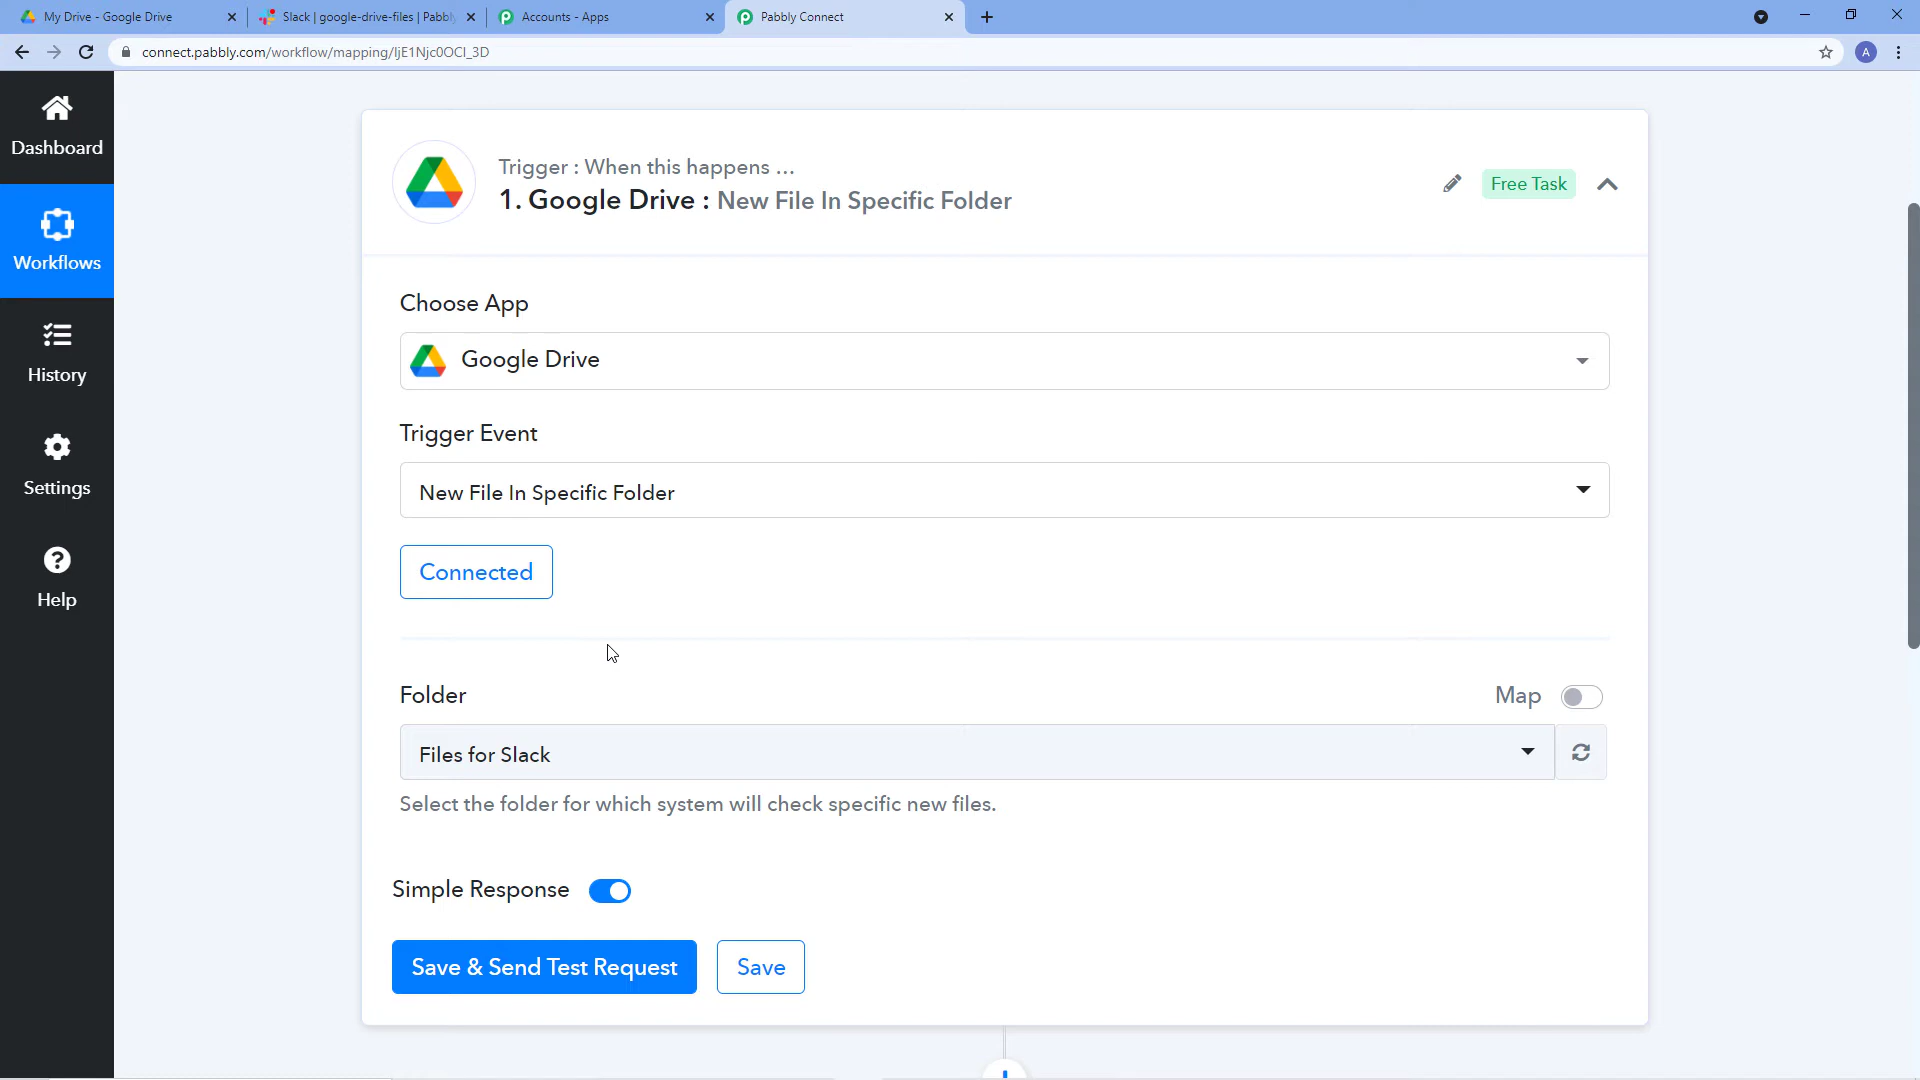 My Drive - Google Drive
Slack | google-drive-files | Pabbly
Accounts - Apps
Pabbly Connect
connect.pabbly.com/workflow/mapping/IjE1Njc0OCI_3D
A
Dashboard
Workflows
History
Settings
Help
Trigger : When this happens ...
1. Google Drive : New File In Specific Folder
Free Task
Choose App
Google Drive
Trigger Event
New File In Specific Folder
Connected
Folder
Map
Files for Slack
Select the folder for which system will check specific new files.
Simple Response
Save & Send Test Request
Save